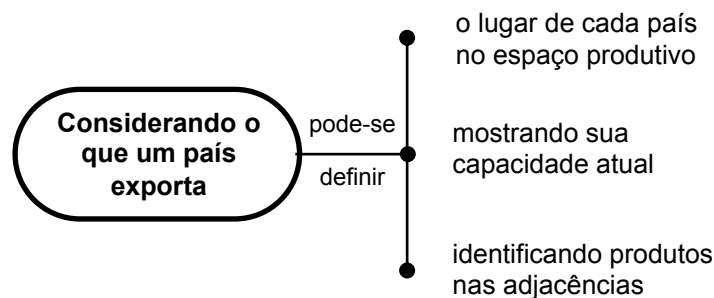 Considerando o
que um país
exporta
pode-se
definir
o lugar de cada país
no espaço produtivo
mostrando sua
capacidade atual
identificando produtos
nas adjacências